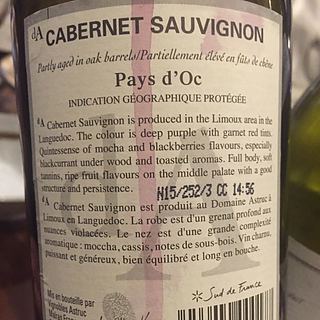 dA CABERNET SAUVIGNON
Partly aged in oak barrels/Partiellement élevé en fûts de chêne
Pays d'Oc
INDICATION GÉOGRAPHIQUE PROTÉGÉE
dA Cabernet Sauvignon is produced in the Limoux area in the
Languedoc. The colour is deep purple with garnet red tints.
Quintessense of mocha and blackberries flavours, especially
blackcurrant under wood and toasted aromas. Full body, soft
tannins, ripe fruit flavours on the middle palate with a good
structure and persistence.
N15/252/3 CC 14:56
dA Cabernet Sauvignon est produit au Domaine Astruc à
Limoux en Languedoc. La robe est d'un grenat profond aux
nuances violacées. Le nez est d'une grande complexité
aromatique : moccha, cassis, notes de sous-bois. Vin charnu,
puissant et généreux, bien équilibré et long en bouche.
Mis en bouteille par
Vignobles Astruc
Sud de France